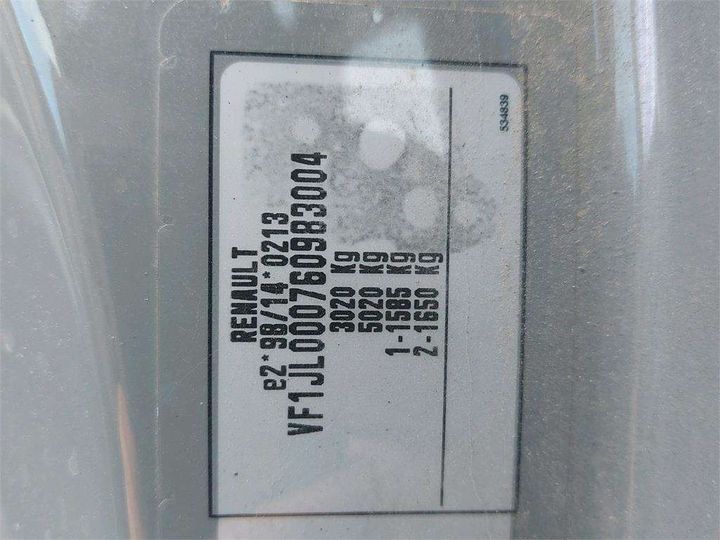 RENAULT
e2*98/14*0213
VF1JL000760983004
3020 Kg
5020 Kg
1-1585 Kg
2-1650 Kg
534839